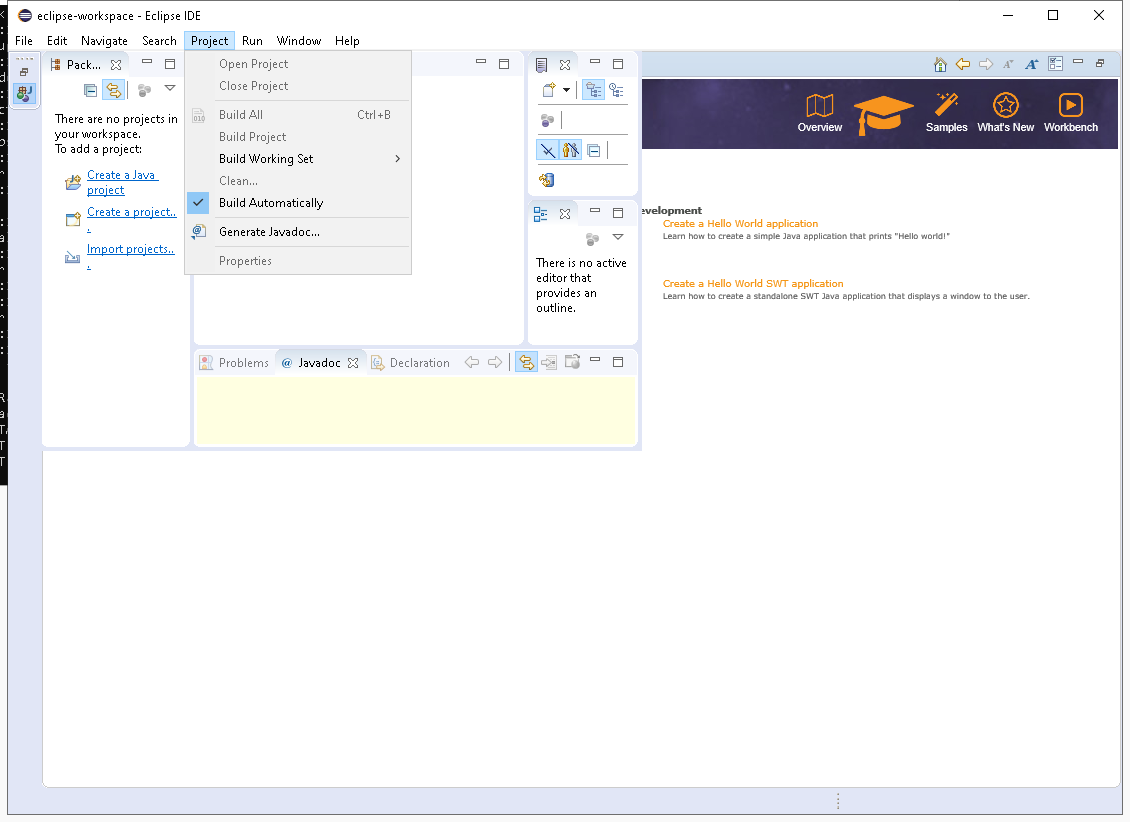 eclipse-workspace - Eclipse IDE
File Edit Navigate Search Project Run Window Help
Pack...
There are no projects in
your workspace.
To add a project:
Create a Java
project
Create a project..
.
Import projects..
.
Open Project
Close Project
Build All Ctrl+B
Build Project
Build Working Set
Clean...
Build Automatically
Generate Javadoc...
Properties
There is no active
editor that
provides an
outline.
Problems @ Javadoc Declaration
Overview Samples What's New Workbench
evelopment
Create a Hello World application
Learn how to create a simple Java application that prints "Hello world!"
Create a Hello World SWT application
Learn how to create a standalone SWT Java application that displays a window to the user.